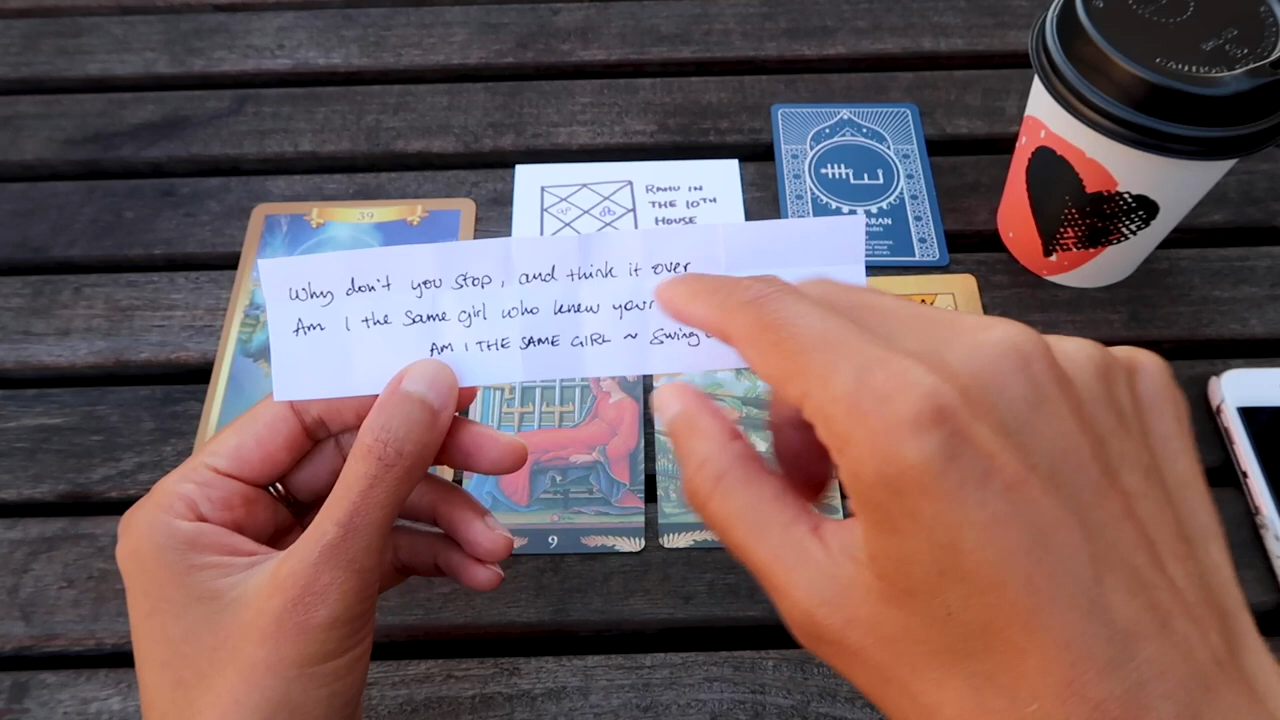 39
RAHU IN
THE 10TH
HOUSE
Why don't you stop, and think it over
Am I the same girl who knew your
AM I THE SAME GIRL ~ Swing
9
CAUTION